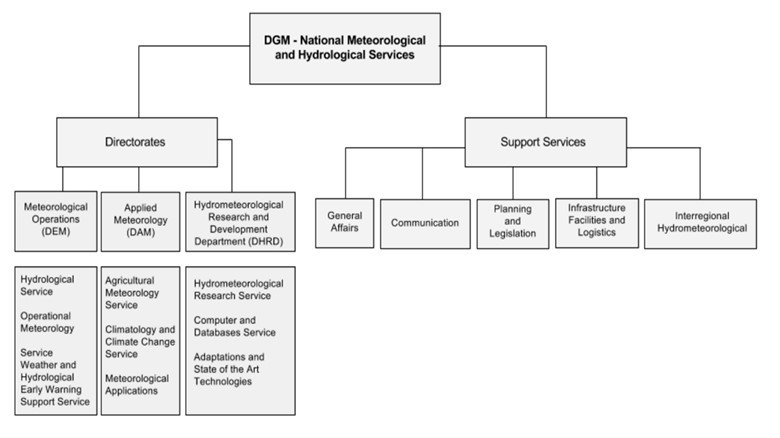 DGM - National Meteorological
and Hydrological Services
Directorates
Support Services
Meteorological
Operations
(DEM)
Applied
Meteorology
(DAM)
Hydrometeorological
Research and
Development
Department (DHRD)
General
Affairs
Communication
Planning
and
Legislation
Infrastructure
Facilities and
Logistics
Interregional
Hydrometeorological
Hydrological
Service
Operational
Meteorology
Service
Weather and
Hydrological
Early Warning
Support Service
Agricultural
Meteorology
Service
Climatology and
Climate Change
Service
Meteorological
Applications
Hydrometeorological
Research Service
Computer and
Databases Service
Adaptations and
State of the Art
Technologies